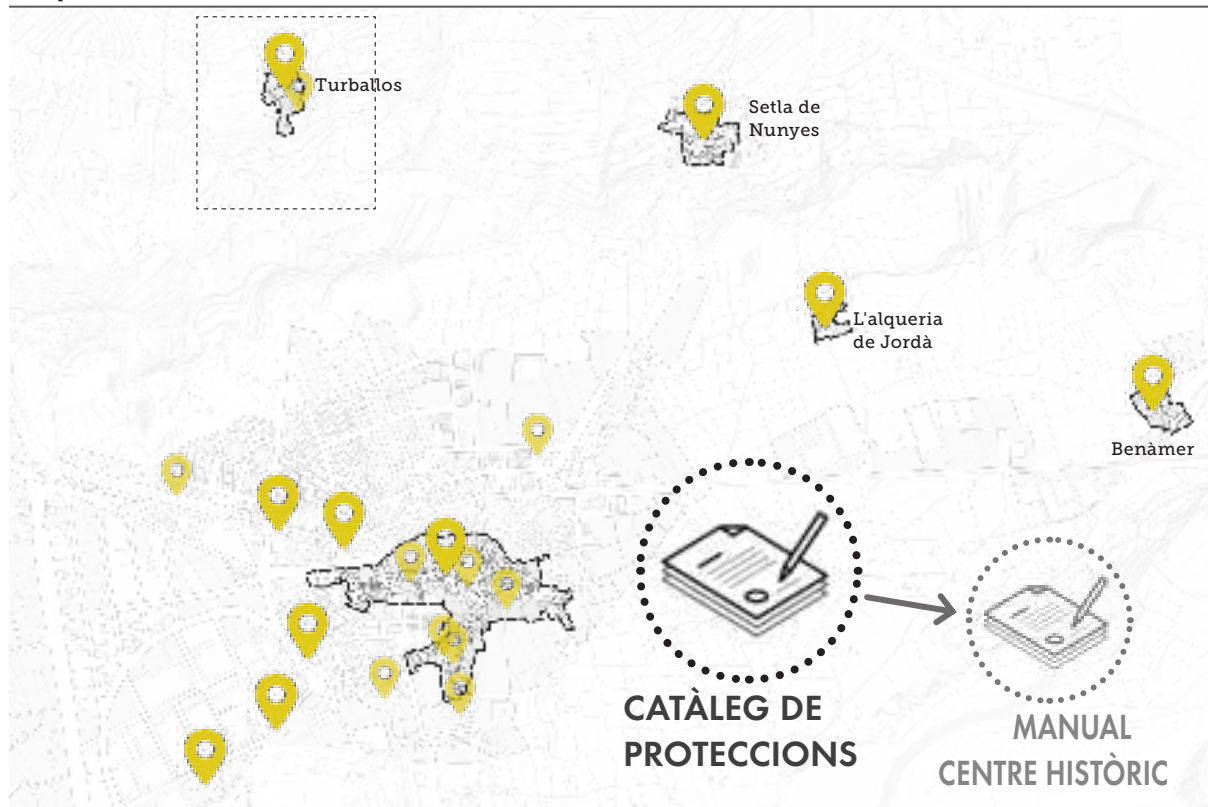 Turballos
Setla de
Nunyes
L'alqueria
de Jordà
Benàmer
CATÀLEG DE
PROTECCIONS
MANUAL
CENTRE HISTÒRIC